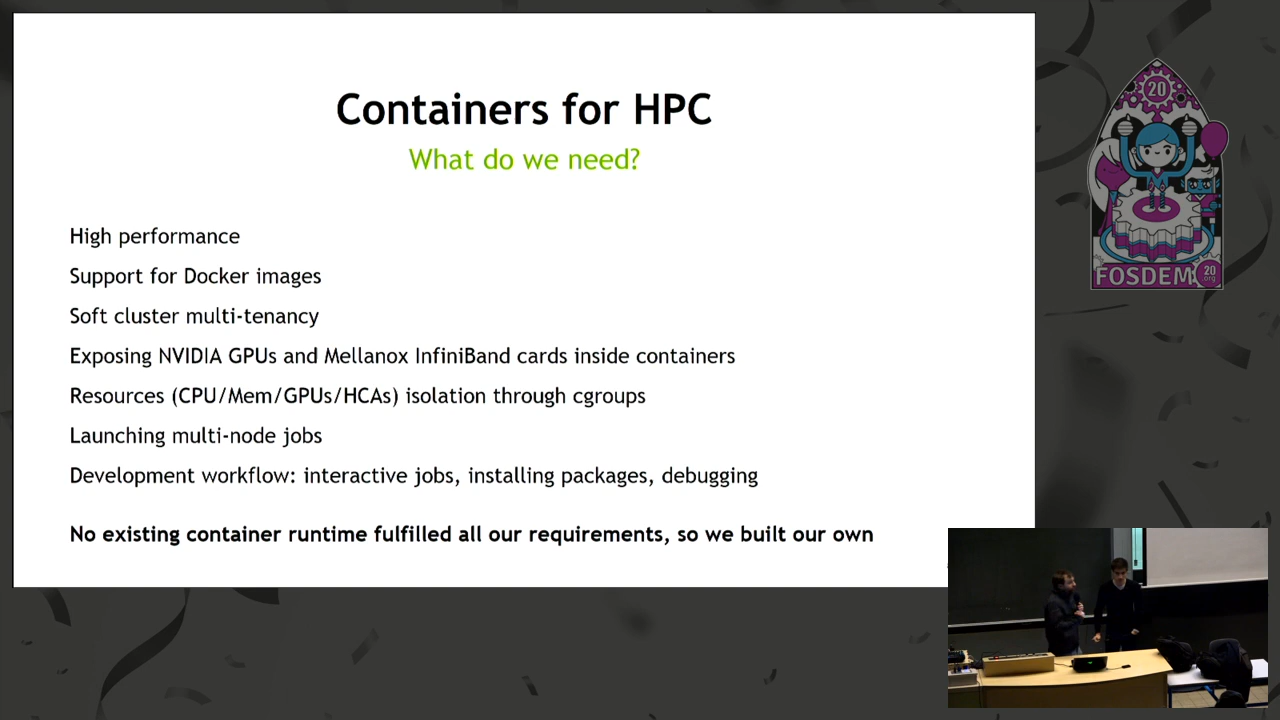 Containers for HPC
What do we need?
High performance
Support for Docker images
Soft cluster multi-tenancy
Exposing NVIDIA GPUs and Mellanox InfiniBand cards inside containers
Resources (CPU/Mem/GPUs/HCAs) isolation through cgroups
Launching multi-node jobs
Development workflow: interactive jobs, installing packages, debugging
No existing container runtime fulfilled all our requirements, so we built our own
20
FOSDEM
20
.org